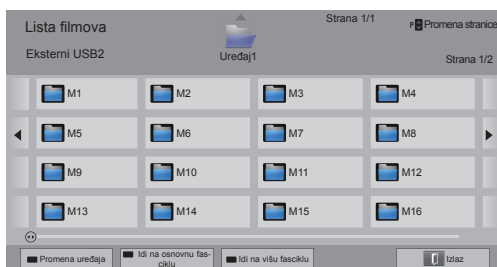 Lista filmova
Strana 1/1
P Promena stranice
Eksterni USB2
Uređaj1
Strana 1/2
M1 M2 M3 M4
M5 M6 M7 M8
M9 M10 M11 M12
M13 M14 M15 M16
Promena uređaja
Idi na osnovnu fas-
ciklu
Idi na višu fasciklu
Izlaz